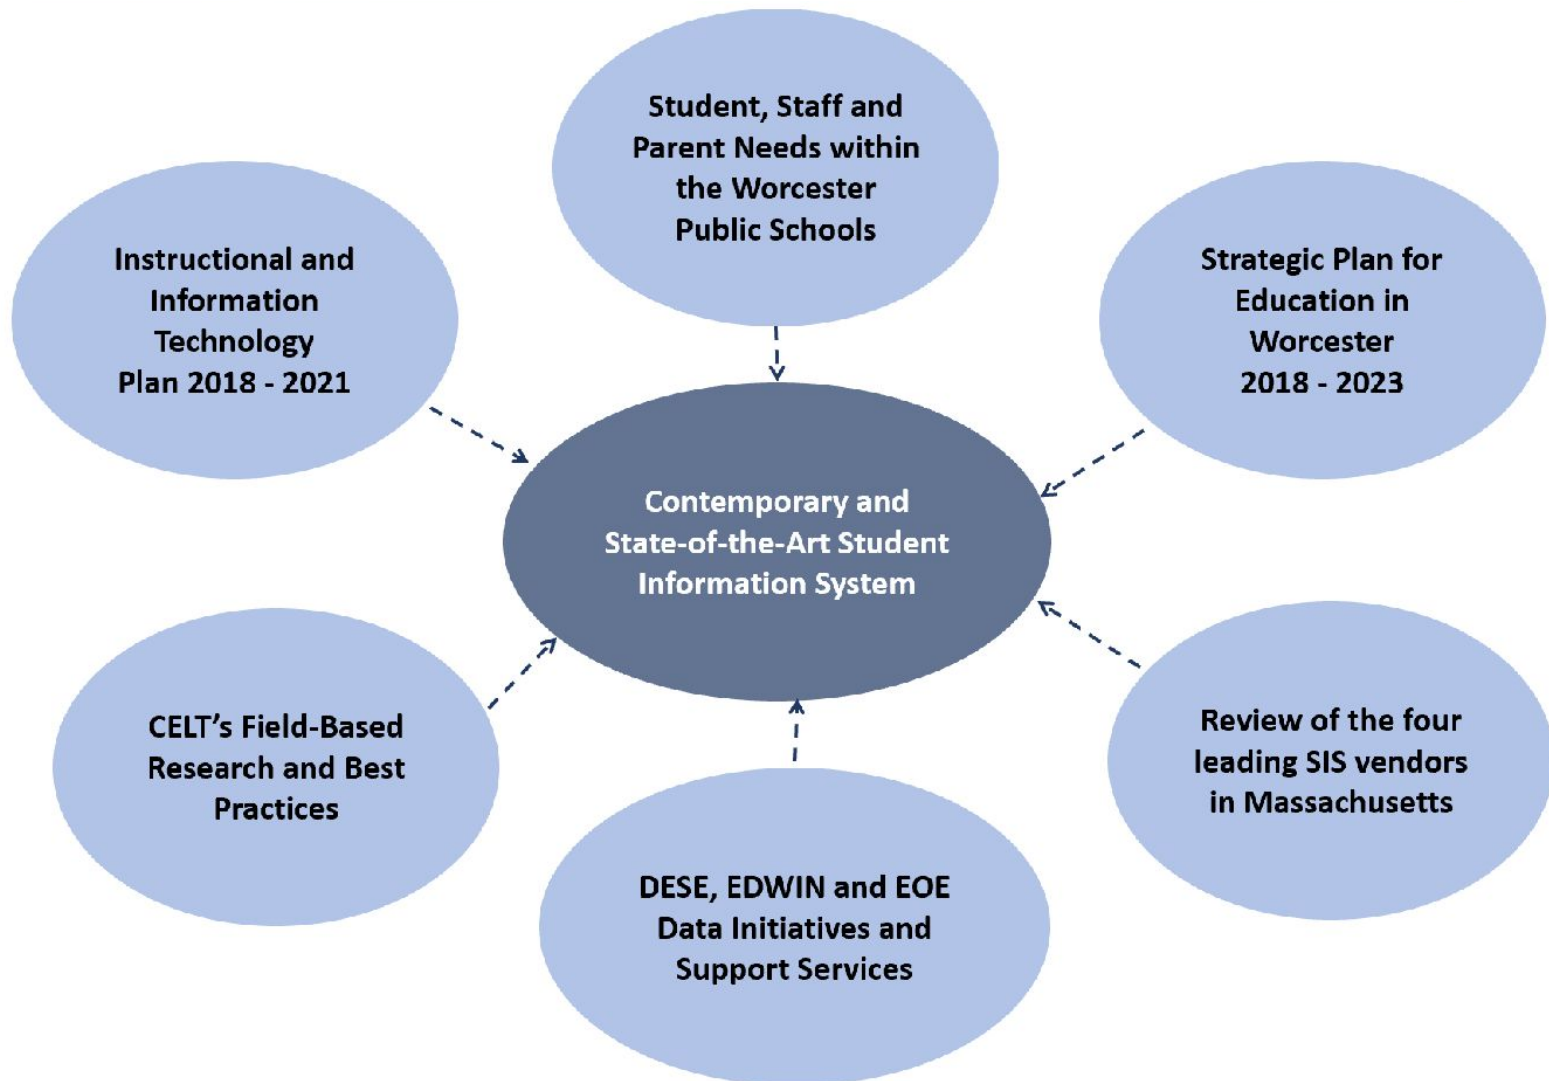 Student, Staff and
Parent Needs within
the Worcester
Public Schools
Instructional and
Information
Technology
Plan 2018 - 2021
Strategic Plan for
Education in
Worcester
2018 - 2023
Contemporary and
State-of-the-Art Student
Information System
CELT’s Field-Based
Research and Best
Practices
Review of the four
leading SIS vendors
in Massachusetts
DESE, EDWIN and EOE
Data Initiatives and
Support Services